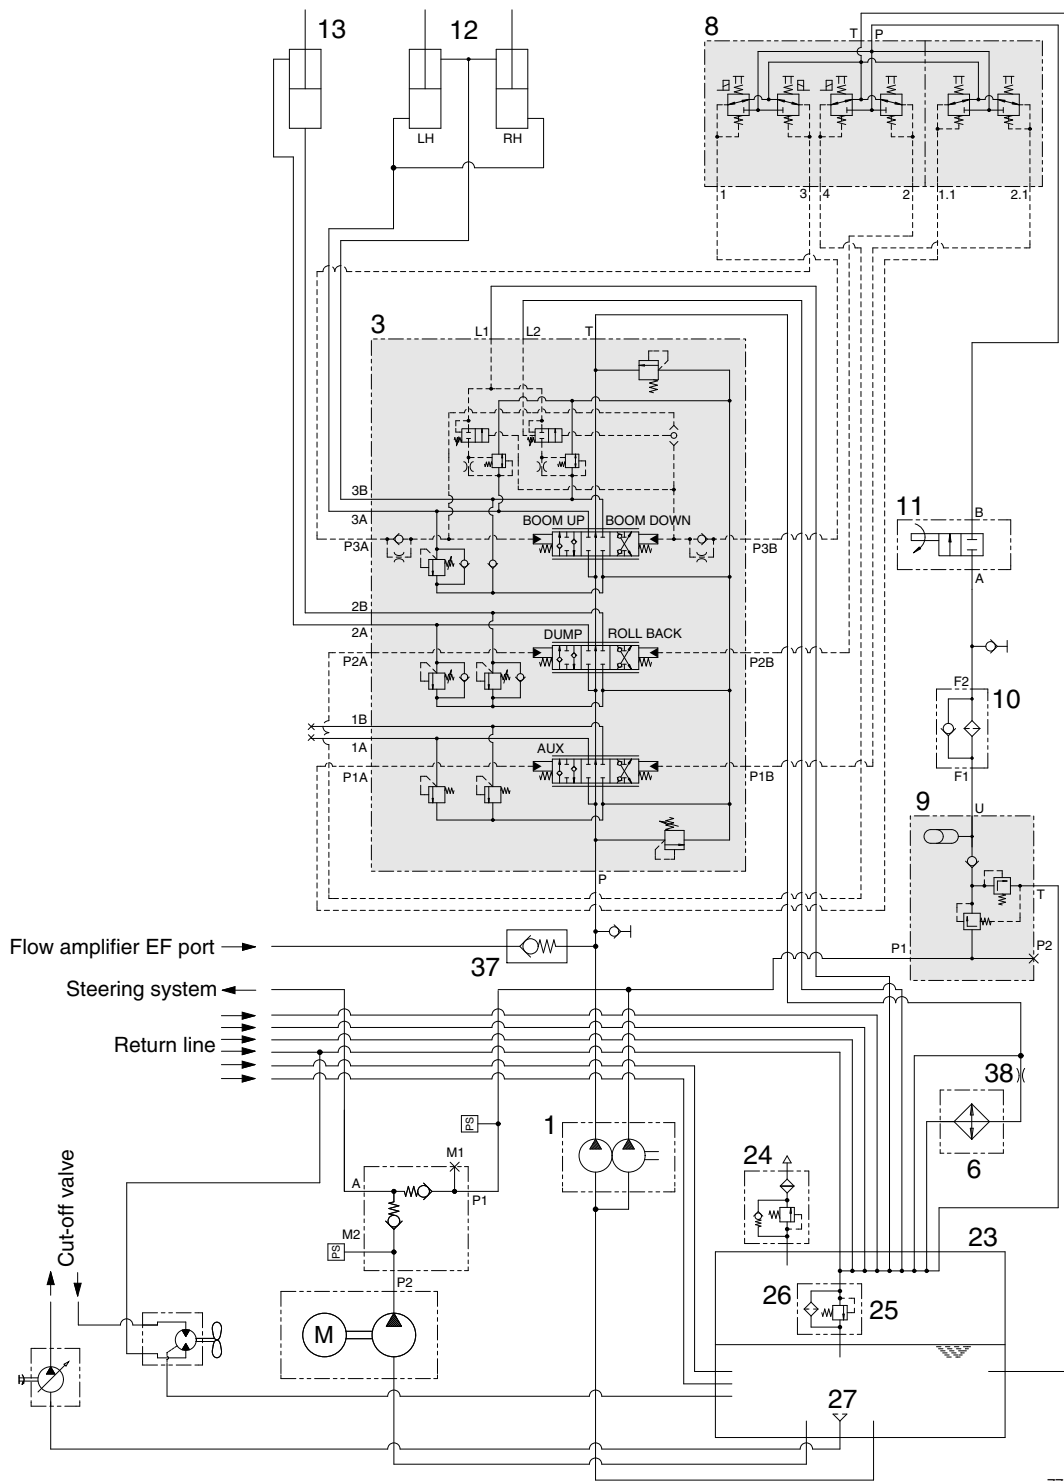 13
12
8
T P
LH
RH
1
3
4
2
1.1
2.1
3
L1
L2
T
3B
3A
P3A
BOOM UP
BOOM DOWN
P3B
11
B
A
2B
2A
P2A
DUMP
ROLL BACK
P2B
F2
10
F1
1B
1A
P1A
AUX
P1B
9
U
T
P
P1
P2
Flow amplifier EF port
37
Steering system
Return line
38
PS
1
M1
A
P1
6
24
23
M2
PS
P2
Cut-off valve
26
25
M
27